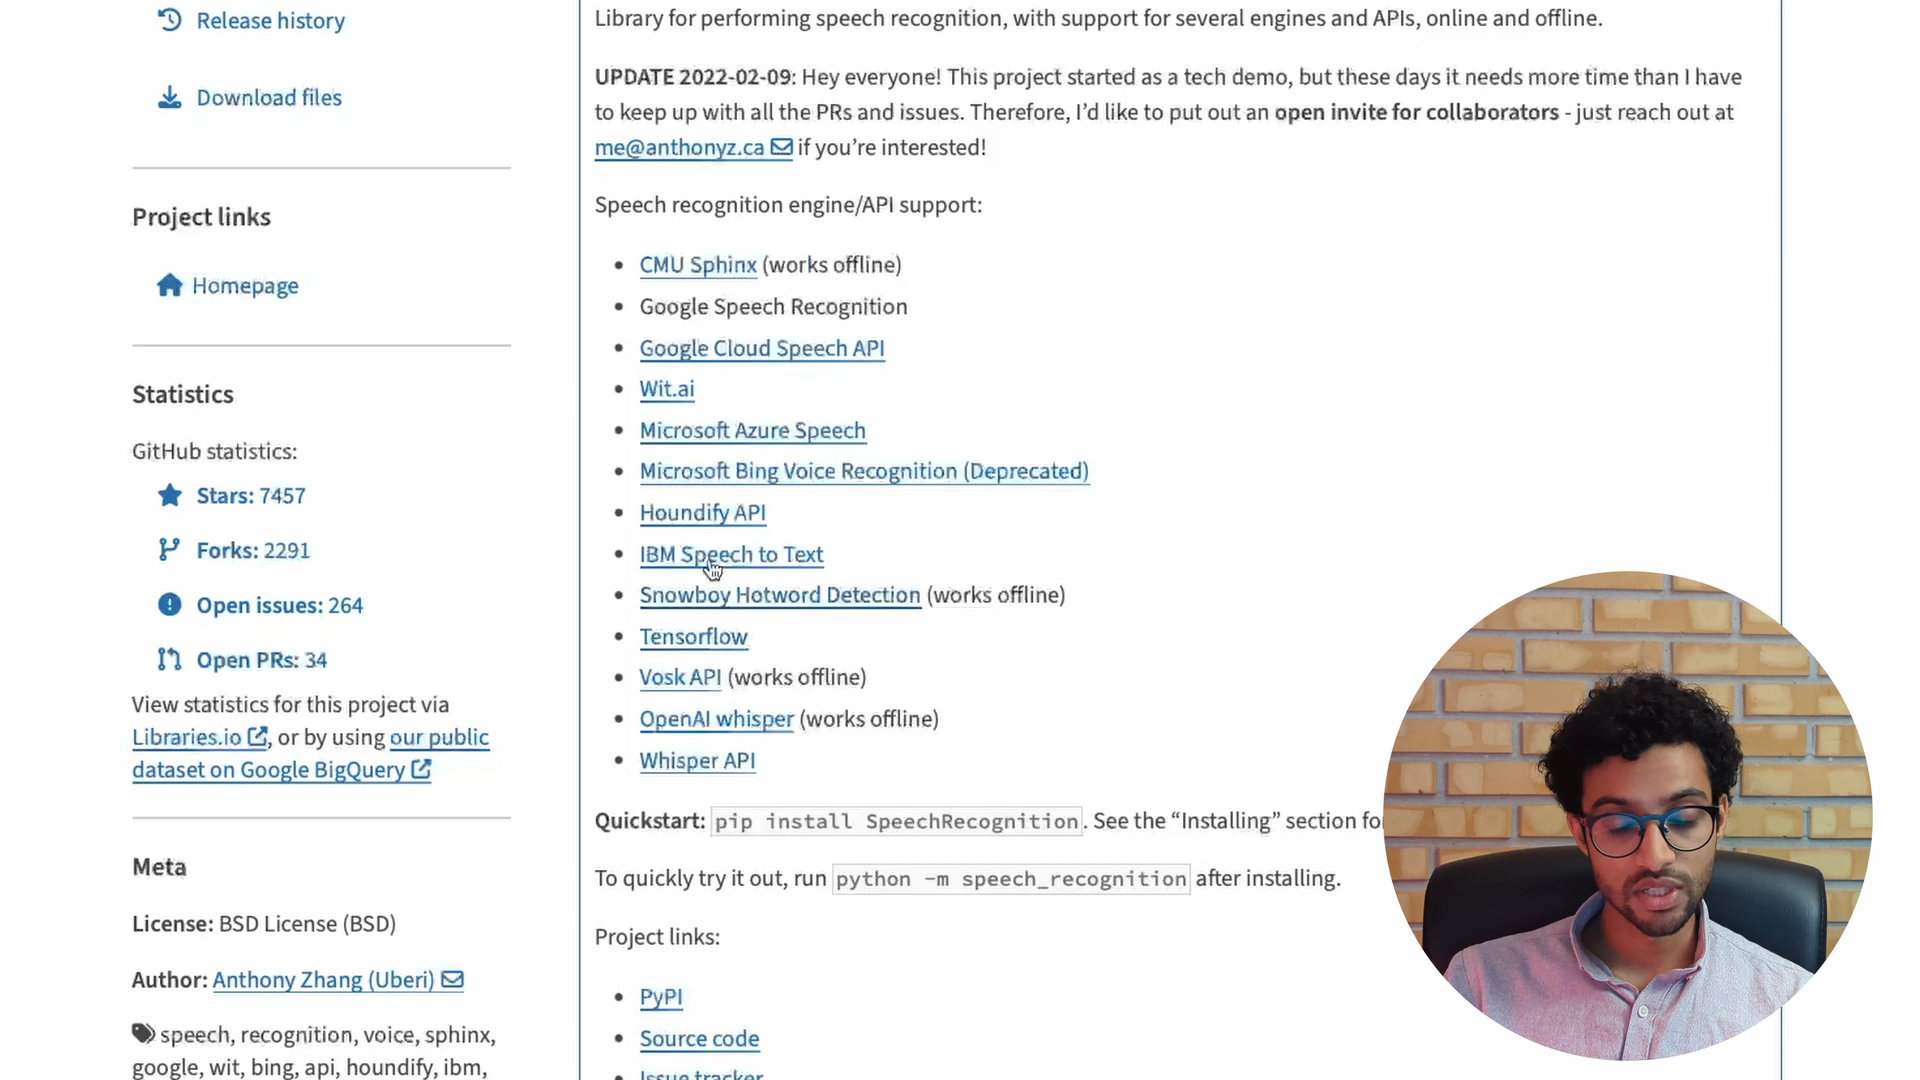 Release history
Download files
Project links
Homepage
Statistics
GitHub statistics:
Stars: 7457
Forks: 2291
Open issues: 264
Open PRs: 34
View statistics for this project via
Libraries.io, or by using our public
dataset on Google BigQuery
Meta
License: BSD License (BSD)
Author: Anthony Zhang (Uberi)
speech, recognition, voice, sphinx,
google, wit, bing, api, houndify, ibm,
Library for performing speech recognition, with support for several engines and APIs, online and offline.
UPDATE 2022-02-09: Hey everyone! This project started as a tech demo, but these days it needs more time than I have
to keep up with all the PRs and issues. Therefore, I’d like to put out an open invite for collaborators - just reach out at
me@anthonyz.ca if you’re interested!
Speech recognition engine/API support:
CMU Sphinx (works offline)
Google Speech Recognition
Google Cloud Speech API
Wit.ai
Microsoft Azure Speech
Microsoft Bing Voice Recognition (Deprecated)
Houndify API
IBM Speech to Text
Snowboy Hotword Detection (works offline)
Tensorflow
Vosk API (works offline)
OpenAI whisper (works offline)
Whisper API
Quickstart: pip install SpeechRecognition. See the “Installing” section for
To quickly try it out, run python -m speech_recognition after installing.
Project links:
PyPI
Source code
Issue tracker